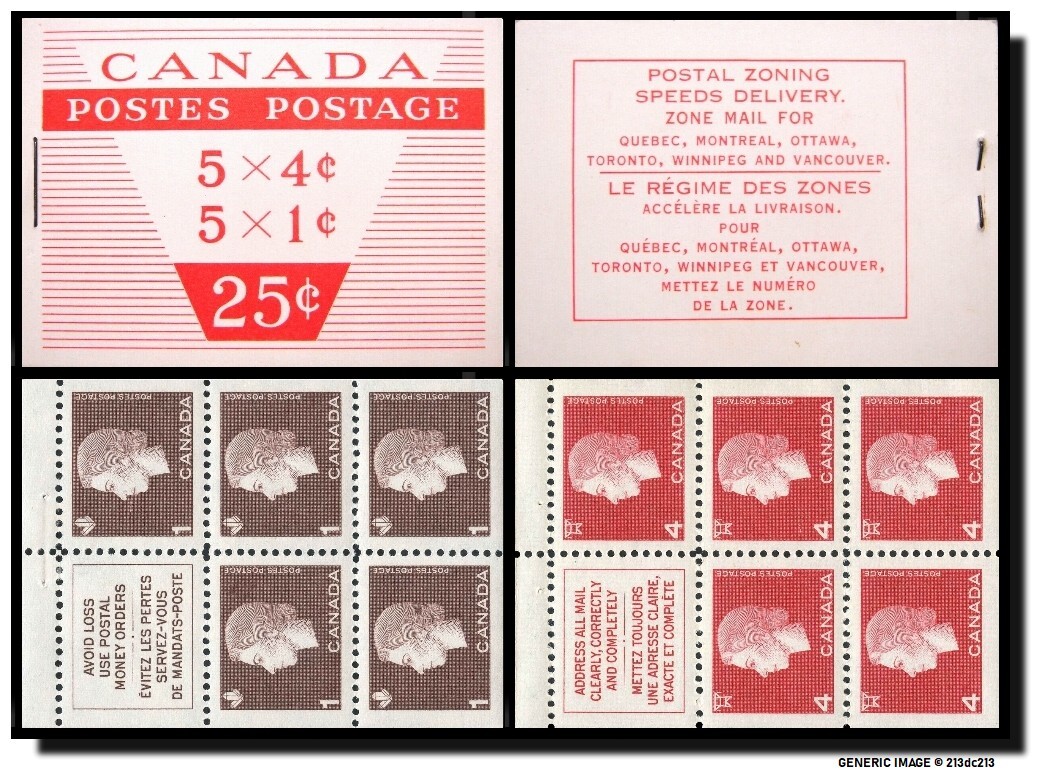 CANADA
POSTES POSTAGE
5 × 4¢
5 × 1¢
25¢
POSTAL ZONING
SPEEDS DELIVERY.
ZONE MAIL FOR
QUEBEC, MONTREAL, OTTAWA,
TORONTO, WINNIPEG AND VANCOUVER.
LE RÉGIME DES ZONES
ACCÉLÈRE LA LIVRAISON.
POUR
QUÉBEC, MONTRÉAL, OTTAWA,
TORONTO, WINNIPEG ET VANCOUVER,
METTEZ LE NUMÉRO
DE LA ZONE.
POSTES POSTAGE
CANADA
1
POSTES POSTAGE
CANADA
1
POSTES POSTAGE
CANADA
1
AVOID LOSS
USE POSTAL
MONEY ORDERS
ÉVITEZ LES PERTES
SERVEZ-VOUS
DE MANDATS-POSTE
POSTES POSTAGE
CANADA
1
POSTES POSTAGE
CANADA
1
POSTES POSTAGE
CANADA
4
POSTES POSTAGE
CANADA
4
POSTES POSTAGE
CANADA
4
ADDRESS ALL MAIL
CLEARLY, CORRECTLY
AND COMPLETELY
METTEZ TOUJOURS
UNE ADRESSE CLAIRE,
EXACTE ET COMPLÈTE
POSTES POSTAGE
CANADA
4
POSTES POSTAGE
CANADA
4
GENERIC IMAGE © 213dc213